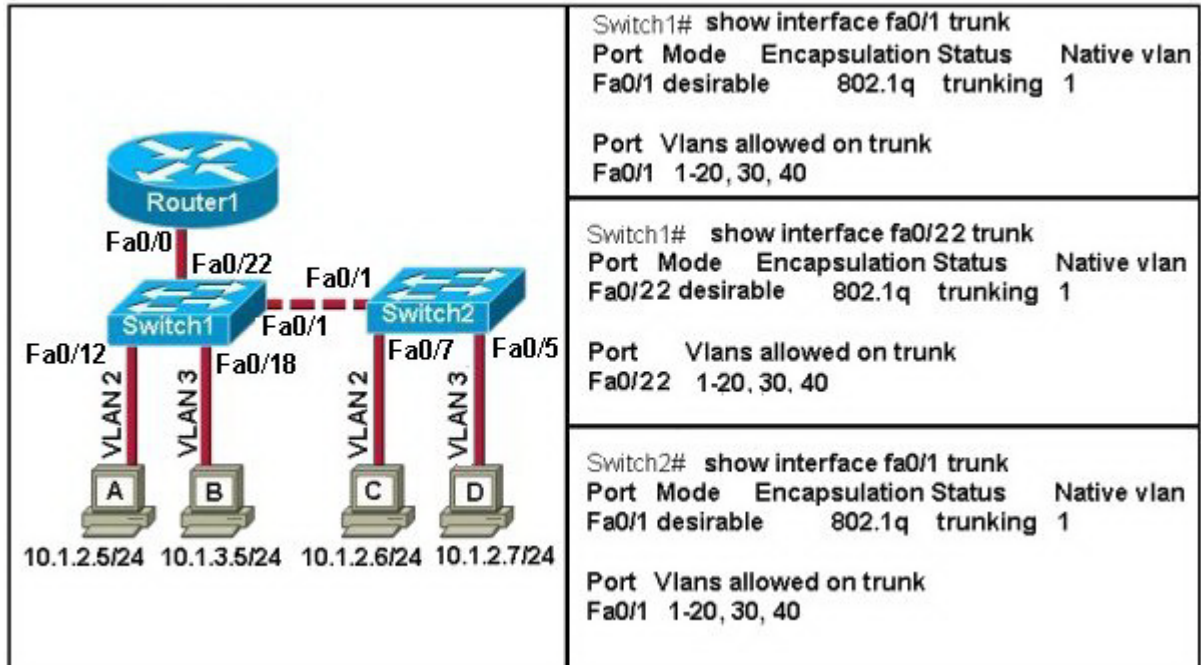 Router1
Fa0/0
Fa0/22
Fa0/1
Switch1
Fa0/1
Switch2
Fa0/12
Fa0/18
Fa0/7
Fa0/5
VLAN 2
VLAN 3
VLAN 2
VLAN 3
A
B
C
D
10.1.2.5/24
10.1.3.5/24
10.1.2.6/24
10.1.2.7/24
Switch1# show interface fa0/1 trunk
Port Mode Encapsulation Status Native vlan
Fa0/1 desirable 802.1q trunking 1
Port Vlans allowed on trunk
Fa0/1 1-20, 30, 40
Switch1# show interface fa0/22 trunk
Port Mode Encapsulation Status Native vlan
Fa0/22 desirable 802.1q trunking 1
Port Vlans allowed on trunk
Fa0/22 1-20, 30, 40
Switch2# show interface fa0/1 trunk
Port Mode Encapsulation Status Native vlan
Fa0/1 desirable 802.1q trunking 1
Port Vlans allowed on trunk
Fa0/1 1-20, 30, 40